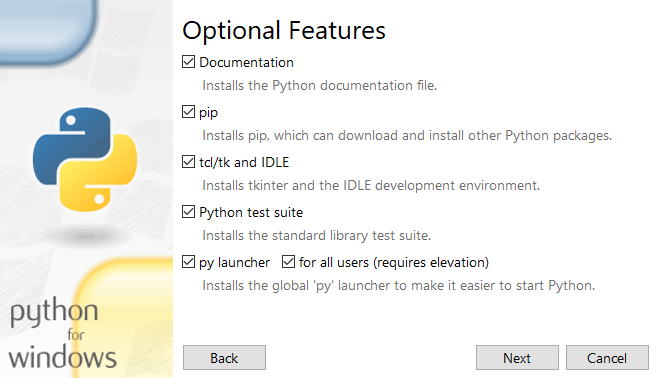 Optional Features
Documentation
Installs the Python documentation file.
pip
Installs pip, which can download and install other Python packages.
tcl/tk and IDLE
Installs tkinter and the IDLE development environment.
Python test suite
Installs the standard library test suite.
py launcher for all users (requires elevation)
Installs the global 'py' launcher to make it easier to start Python.
python
for
windows
Back Next Cancel